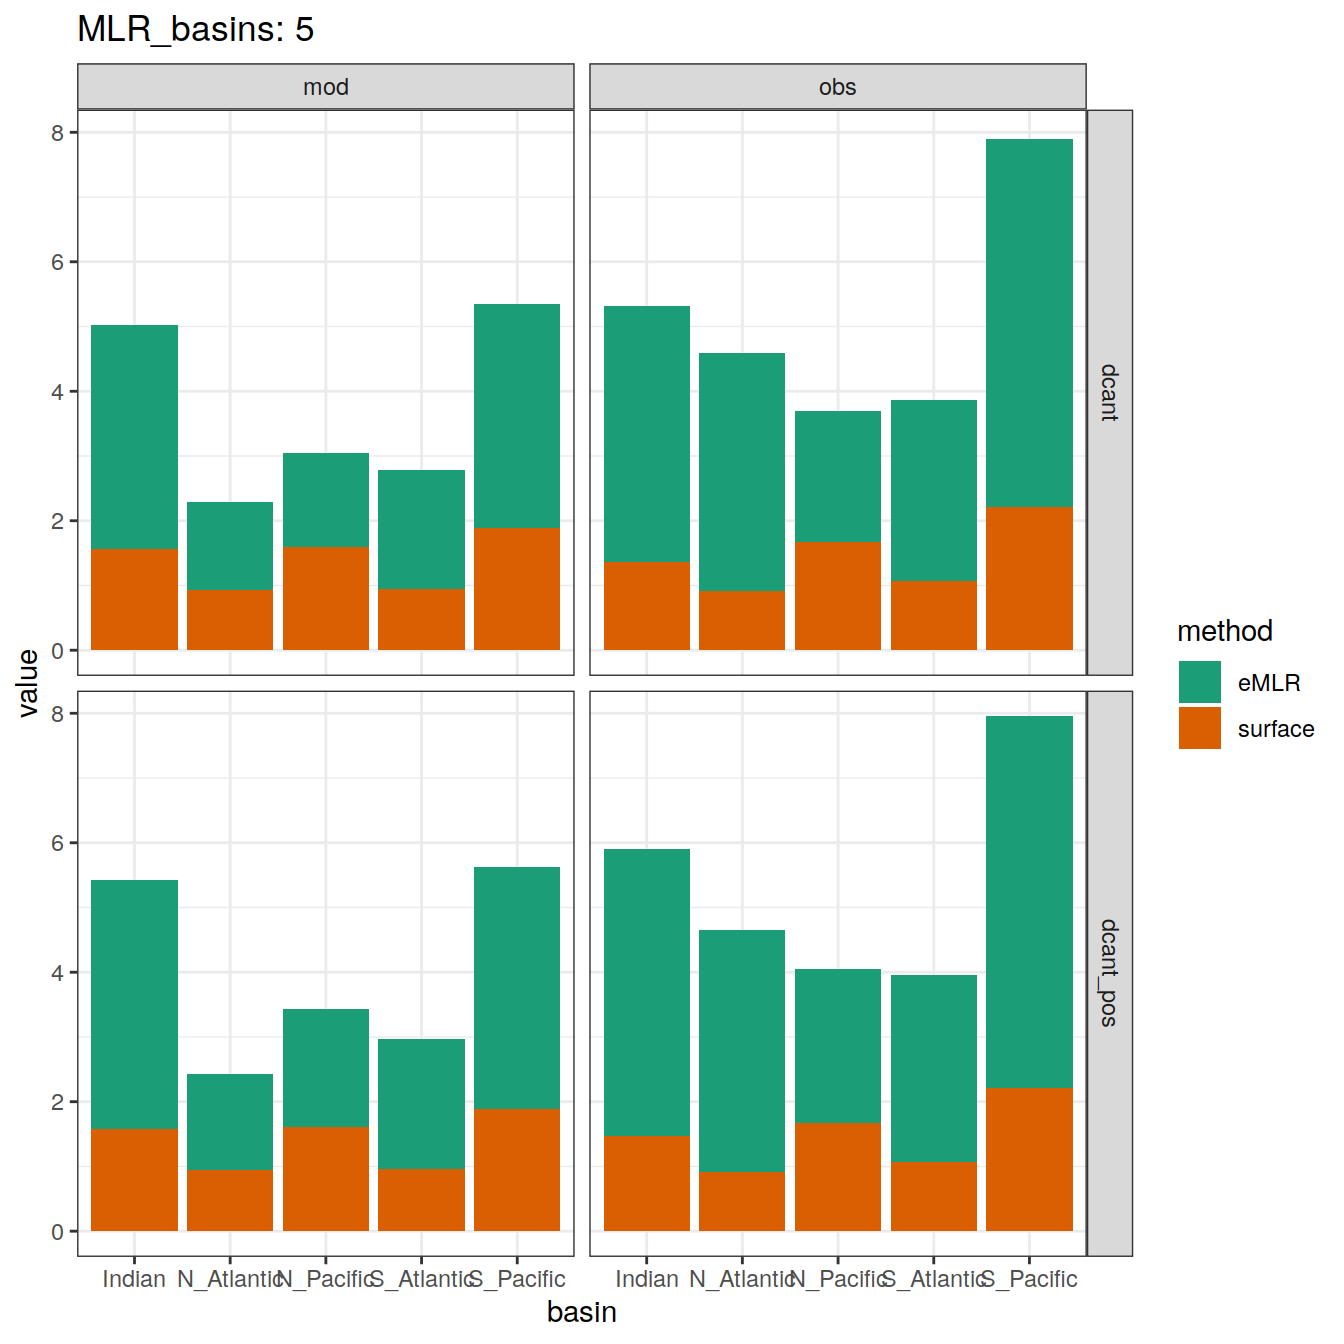 MLR_basins: 5
mod
obs
8
6
4
2
0
dcant
8
6
4
2
0
dcant_pos
value
Indian N_Atlantic N_Pacific S_Atlantic S_Pacific
Indian N_Atlantic N_Pacific S_Atlantic S_Pacific
basin
method
eMLR
surface